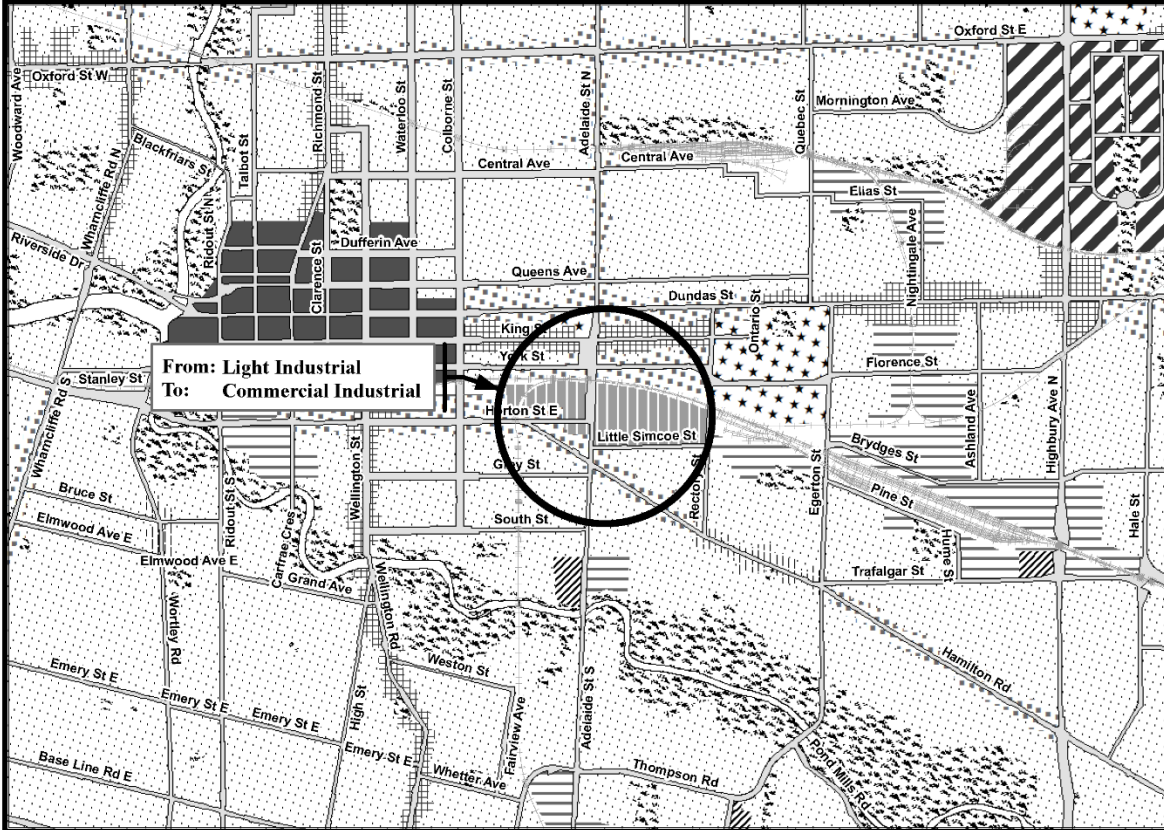 Oxford St E
Oxford St W
Woodward Ave
Richmond St
Waterloo St
Colborne St
Adelaide St N
Quebec St
Mornington Ave
Blackfriars St
Talbot St
Central Ave
Central Ave
Elias St
Wharncliffe Rd N
Ridout St N
Riverside Dr
Dufferin Ave
Clarence St
Queens Ave
Nightingale Ave
Dundas St
Ontario St
King S
York St
Florence St
From: Light Industrial
To: Commercial Industrial
Stanley St
Horton St E
Little Simcoe St
Wharncliffe Rd S
Wellington St
Grey St
Rectory St
Egerton St
Brydges St
Ashland Ave
Highbury Ave N
Bruce St
Ridout St S
Pine St
Elmwood Ave E
South St
Hume St
Hale St
Elmwood Ave E
Carfrae Cres
Grand Ave
Trafalgar St
Wortley Rd
Wellington Rd
Weston St
Hamilton Rd
Emery St E
Emery St E
Emery St E
High St
Fairview Ave
Adelaide St S
Emery St E
Base Line Rd E
Whetter Ave
Thompson Rd
Pond Mills Rd